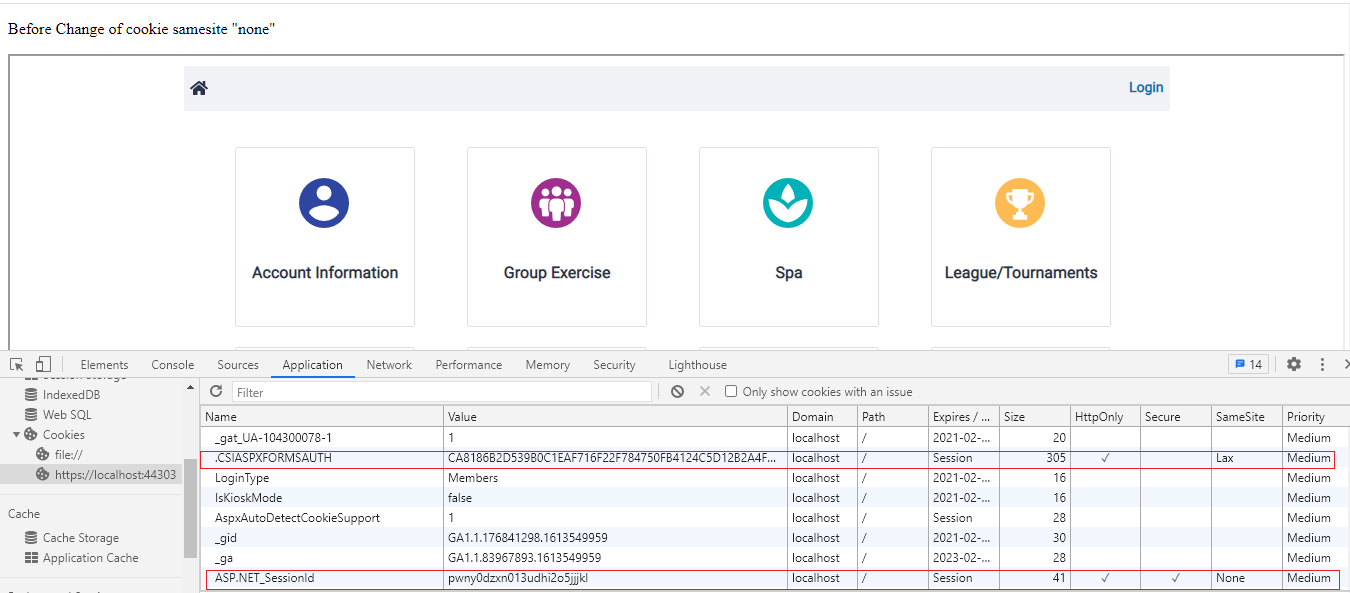 Before Change of cookie samesite "none"
Login
Account Information
Group Exercise
Spa
League/Tournaments
Elements Console Sources Application Network Performance Memory Security Lighthouse 14
IndexedDB
Web SQL
Cookies
file://
https://localhost:44303
Cache
Cache Storage
Application Cache
Filter
Only show cookies with an issue
Name Value Domain Path Expires / ... Size HttpOnly Secure SameSite Priority
_gat_UA-104300078-1 1 localhost / 2021-02-... 20 Medium
.CSIASPXFORMSAUTH CA8186B2D539B0C1EAF716F22F784750FB4124C5D12B2A4F... localhost / Session 305 ✓ Lax Medium
LoginType Members localhost / 2021-02-... 16 Medium
IsKioskMode false localhost / 2021-02-... 16 Medium
AspxAutoDetectCookieSupport 1 localhost / Session 28 Medium
_gid GA1.1.176841298.1613549959 localhost / 2021-02-... 30 Medium
_ga GA1.1.83967893.1613549959 localhost / 2023-02-... 28 Medium
ASP.NET_SessionId pwny0dzxn013udhi2o5jjjkl localhost / Session 41 ✓ ✓ None Medium